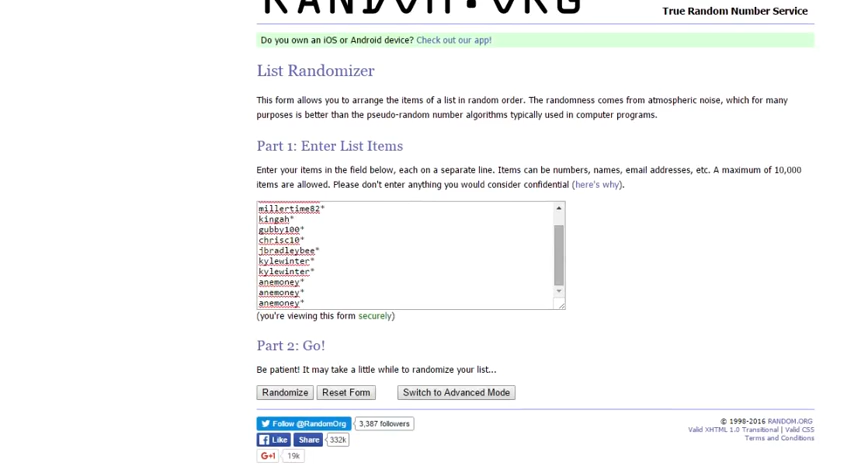 RANDOM.ORG
True Random Number Service
Do you own an iOS or Android device? Check out our app!
List Randomizer
This form allows you to arrange the items of a list in random order. The randomness comes from atmospheric noise, which for many
purposes is better than the pseudo-random number algorithms typically used in computer programs.
Part 1: Enter List Items
Enter your items in the field below, each on a separate line. Items can be numbers, names, email addresses, etc. A maximum of 10,000
items are allowed. Please don't enter anything you would consider confidential (here's why).
millertime82*
kingah*
gubby100*
chrisc10*
jbradleybee*
kylewinter*
kylewinter*
anemoney*
anemoney*
anemoney*
(you're viewing this form securely)
Part 2: Go!
Be patient! It may take a little while to randomize your list...
Randomize Reset Form Switch to Advanced Mode
Follow @RandomOrg 3,387 followers
Like Share 332k
G+1 19k
© 1998-2016 RANDOM.ORG
Valid XHTML 1.0 Transitional | Valid CSS
Terms and Conditions